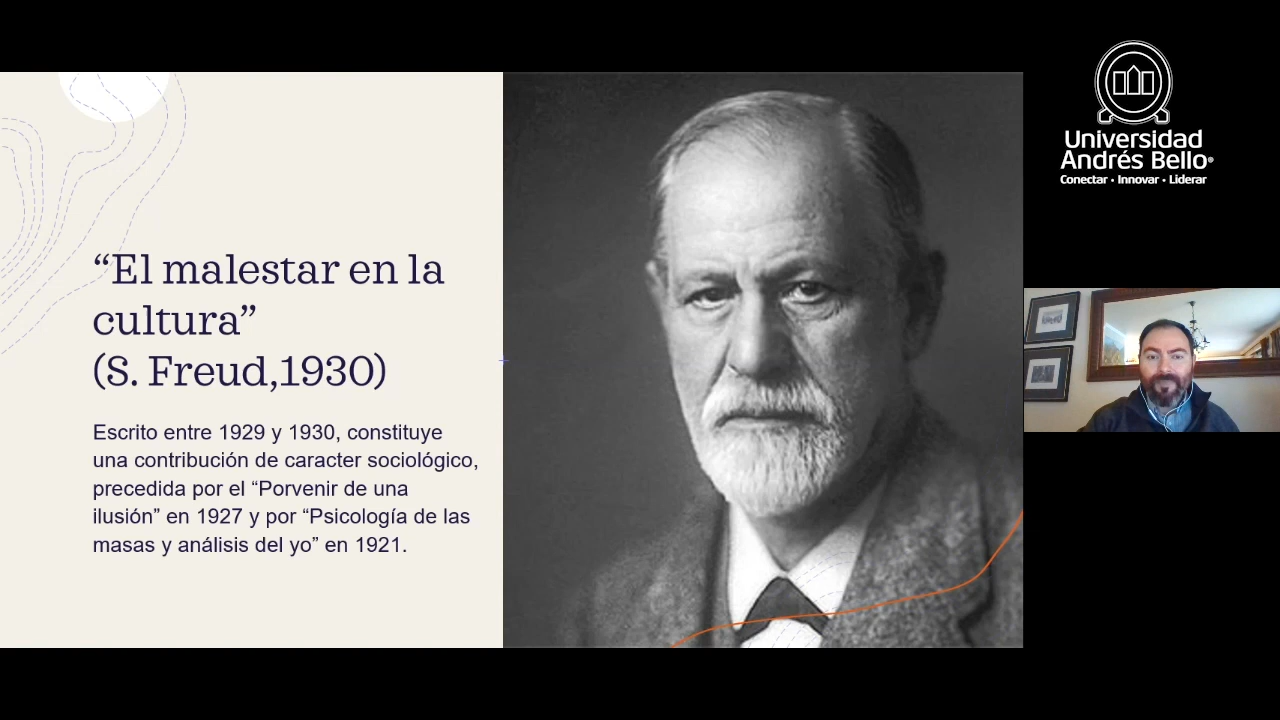 “El malestar en la
cultura”
(S. Freud,1930)
Escrito entre 1929 y 1930, constituye
una contribución de caracter sociológico,
precedida por el “Porvenir de una
ilusión” en 1927 y por “Psicología de las
masas y análisis del yo” en 1921.
Universidad
Andrés Bello®
Conectar • Innovar • Liderar